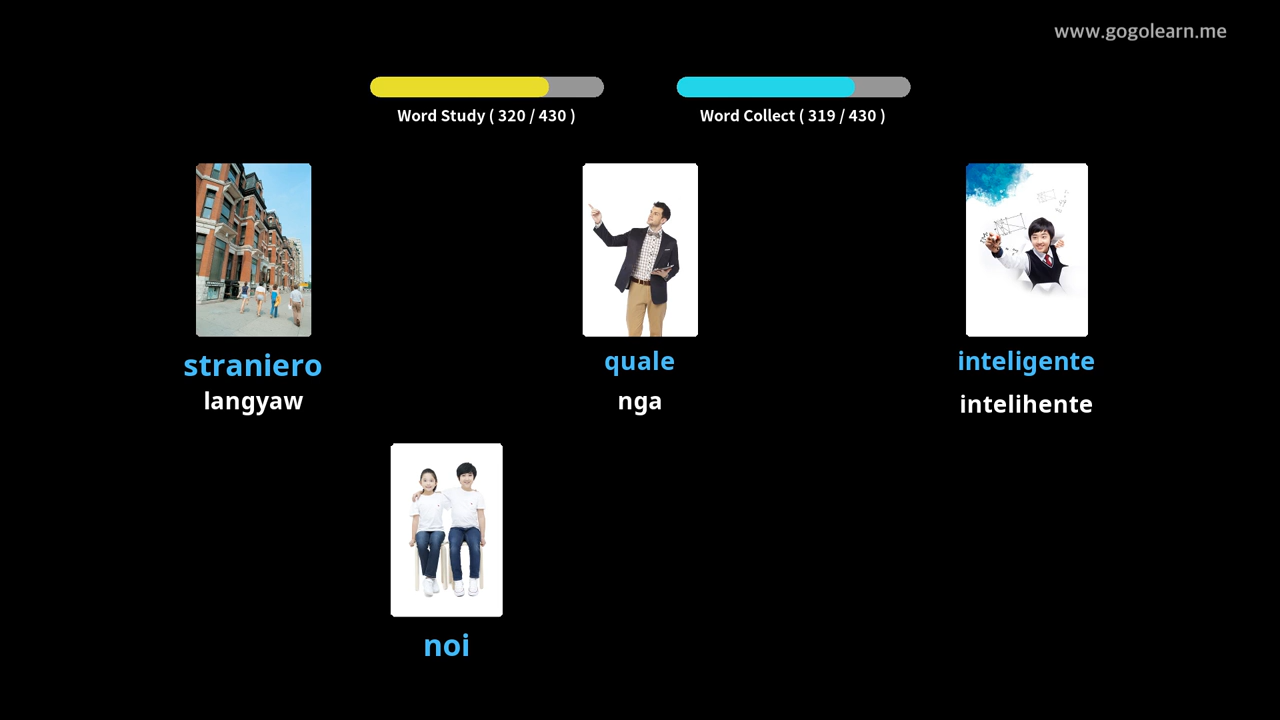 www.gogolearn.me
Word Study ( 320 / 430 )
Word Collect ( 319 / 430 )
straniero
langyaw
quale
nga
inteligente
intelihente
noi